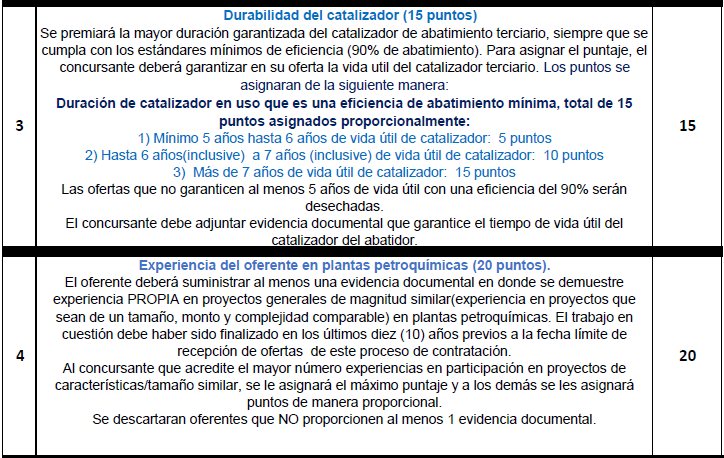 Durabilidad del catalizador (15 puntos)
Se premiará la mayor duración garantizada del catalizador de abatimiento terciario, siempre que se
cumpla con los estándares mínimos de eficiencia (90% de abatimiento). Para asignar el puntaje, el
concursante deberá garantizar en su oferta la vida util del catalizador terciario. Los puntos se
asignaran de la siguiente manera:
Duración de catalizador en uso que es una eficiencia de abatimiento mínima, total de 15
puntos asignados proporcionalmente:
3
15
1) Mínimo 5 años hasta 6 años de vida útil de catalizador: 5 puntos
2) Hasta 6 años(inclusive) a 7 años (inclusive) de vida útil de catalizador: 10 puntos
3) Más de 7 años de vida útil de catalizador: 15 puntos
Las ofertas que no garanticen al menos 5 años de vida útil con una eficiencia del 90% serán
desechadas.
El concursante debe adjuntar evidencia documental que garantice el tiempo de vida útil del
catalizador del abatidor.
Experiencia del oferente en plantas petroquímicas (20 puntos).
El oferente deberá suministrar al menos una evidencia documental en donde se demuestre
experiencia PROPIA en proyectos generales de magnitud similar(experiencia en proyectos que
sean de un tamaño, monto y complejidad comparable) en plantas petroquímicas. El trabajo en
cuestión debe haber sido finalizado en los últimos diez (10) años previos a la fecha límite de
recepción de ofertas de este proceso de contratación.
4
20
Al concursante que acredite el mayor número experiencias en participación en proyectos de
características/tamaño similar, se le asignará el máximo puntaje y a los demás se les asignará
puntos de manera proporcional.
Se descartaran oferentes que NO proporcionen al menos 1 evidencia documental.